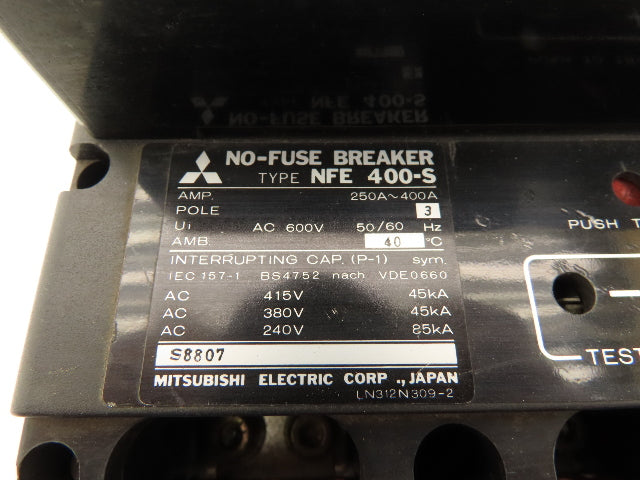 NO-FUSE BREAKER
TYPE NFE 400-S
AMP. 250A~400A
POLE 3
Ui AC 600V 50/60 Hz
AMB. 40 °C
INTERRUPTING CAP. (P-1) sym.
IEC 157-1 BS4752 nach VDE0660
AC 415V 45kA
AC 380V 45kA
AC 240V 85kA
S8807
MITSUBISHI ELECTRIC CORP., JAPAN
LN312N309-2
PUSH T
TEST